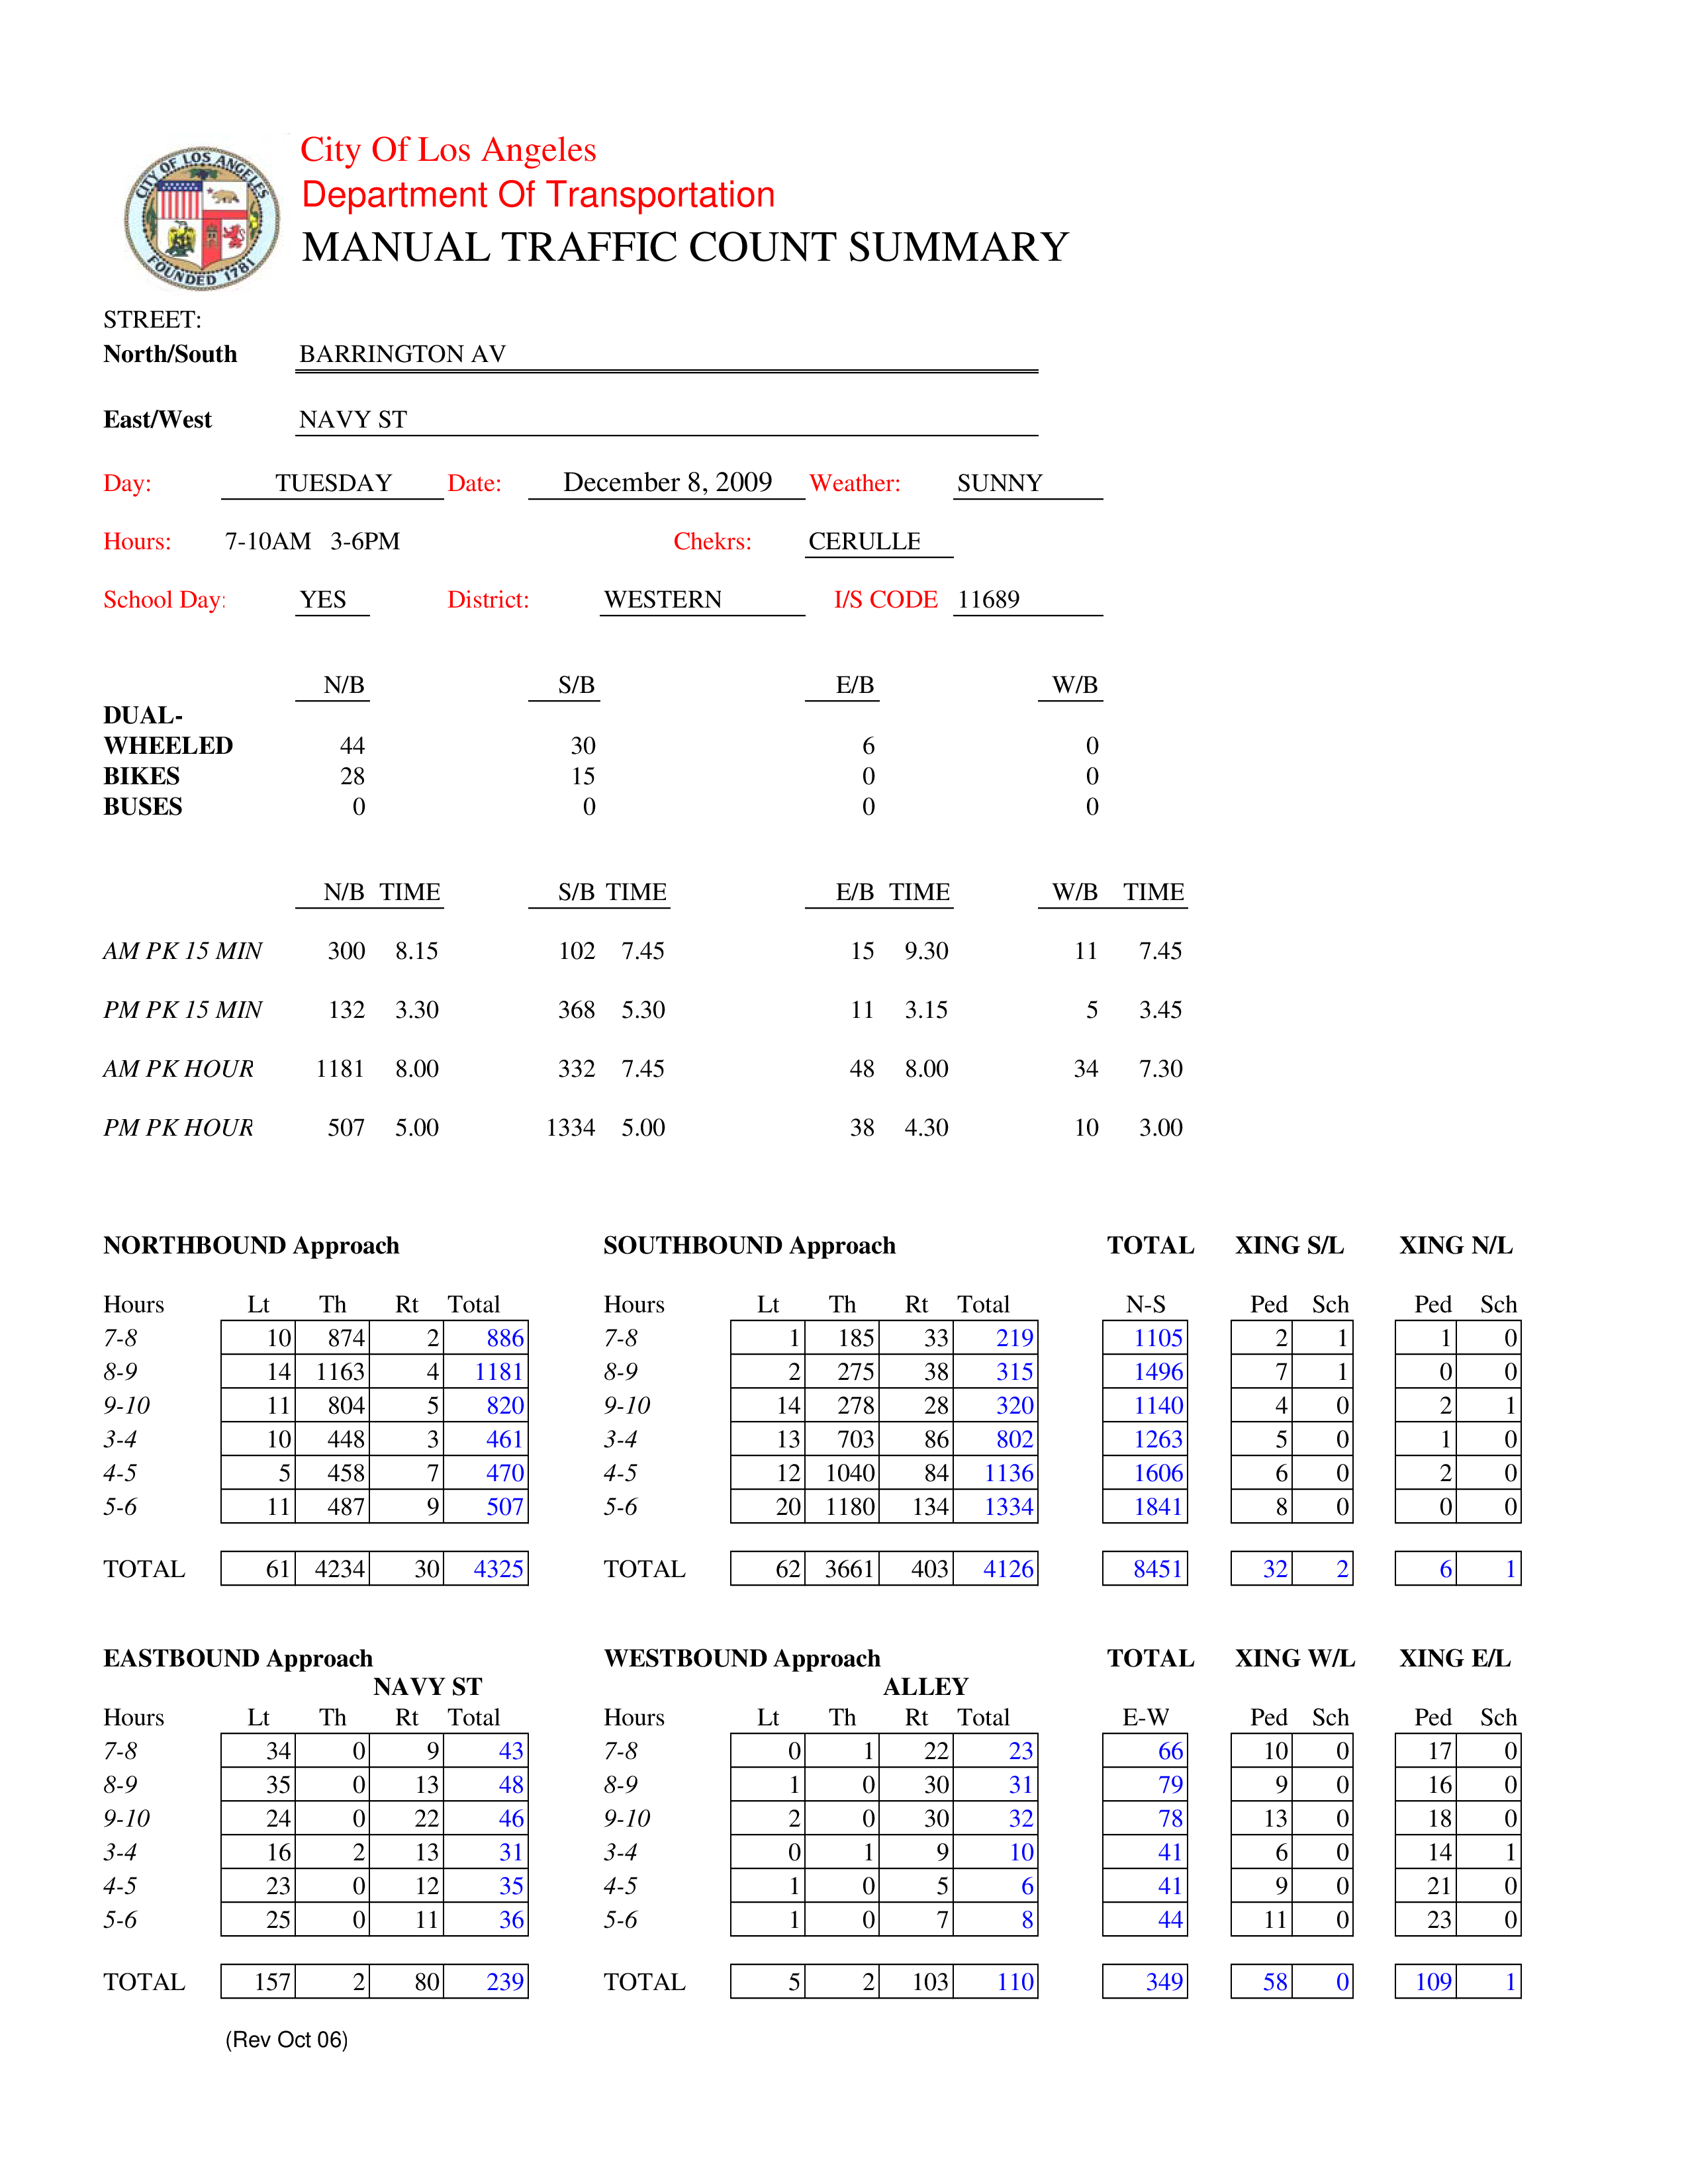 CITY OF LOS ANGELES
FOUNDED 1781
City Of Los Angeles
Department Of Transportation
MANUAL TRAFFIC COUNT SUMMARY
STREET:
North/South BARRINGTON AV
East/West NAVY ST
Day: TUESDAY Date: December 8, 2009 Weather: SUNNY
Hours: 7-10AM 3-6PM Chekrs: CERULLE
School Day: YES District: WESTERN I/S CODE 11689
N/B S/B E/B W/B
DUAL-
WHEELED 44 30 6 0
BIKES 28 15 0 0
BUSES 0 0 0 0
N/B TIME S/B TIME E/B TIME W/B TIME
AM PK 15 MIN 300 8.15 102 7.45 15 9.30 11 7.45
PM PK 15 MIN 132 3.30 368 5.30 11 3.15 5 3.45
AM PK HOUR 1181 8.00 332 7.45 48 8.00 34 7.30
PM PK HOUR 507 5.00 1334 5.00 38 4.30 10 3.00
NORTHBOUND Approach SOUTHBOUND Approach TOTAL XING S/L XING N/L
Hours Lt Th Rt Total Hours Lt Th Rt Total N-S Ped Sch Ped Sch
7-8 10 874 2 886 7-8 1 185 33 219 1105 2 1 1 0
8-9 14 1163 4 1181 8-9 2 275 38 315 1496 7 1 0 0
9-10 11 804 5 820 9-10 14 278 28 320 1140 4 0 2 1
3-4 10 448 3 461 3-4 13 703 86 802 1263 5 0 1 0
4-5 5 458 7 470 4-5 12 1040 84 1136 1606 6 0 2 0
5-6 11 487 9 507 5-6 20 1180 134 1334 1841 8 0 0 0
TOTAL 61 4234 30 4325 TOTAL 62 3661 403 4126 8451 32 2 6 1
EASTBOUND Approach WESTBOUND Approach TOTAL XING W/L XING E/L
NAVY ST ALLEY
Hours Lt Th Rt Total Hours Lt Th Rt Total E-W Ped Sch Ped Sch
7-8 34 0 9 43 7-8 0 1 22 23 66 10 0 17 0
8-9 35 0 13 48 8-9 1 0 30 31 79 9 0 16 0
9-10 24 0 22 46 9-10 2 0 30 32 78 13 0 18 0
3-4 16 2 13 31 3-4 0 1 9 10 41 6 0 14 1
4-5 23 0 12 35 4-5 1 0 5 6 41 9 0 21 0
5-6 25 0 11 36 5-6 1 0 7 8 44 11 0 23 0
TOTAL 157 2 80 239 TOTAL 5 2 103 110 349 58 0 109 1
(Rev Oct 06)